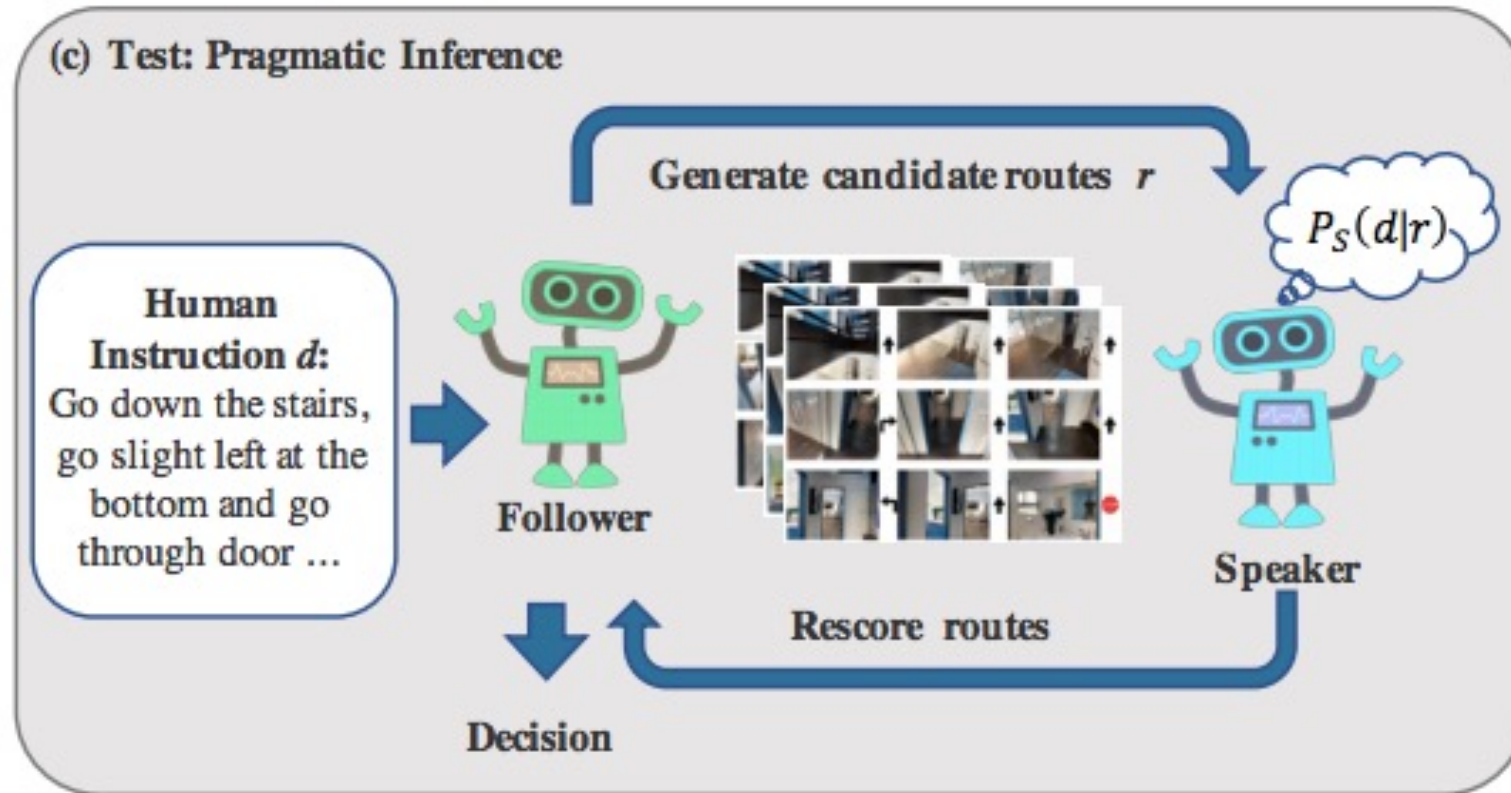 (c) Test: Pragmatic Inference
Generate candidate routes r
P_S(d|r)
Human
Instruction d:
Go down the stairs,
go slight left at the
bottom and go
through door ...
Follower
Speaker
Rescore routes
Decision